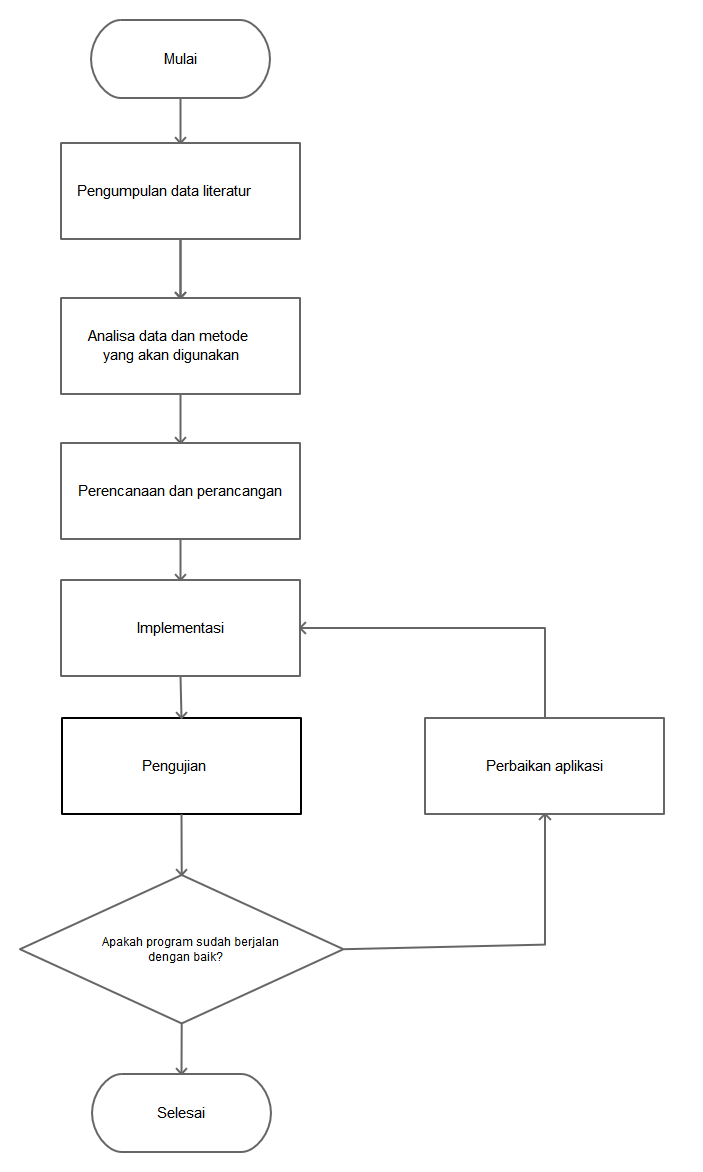 Mulai
Pengumpulan data literatur
Analisa data dan metode
yang akan digunakan
Perencanaan dan perancangan
Implementasi
Pengujian
Perbaikan aplikasi
Apakah program sudah berjalan
dengan baik?
Selesai